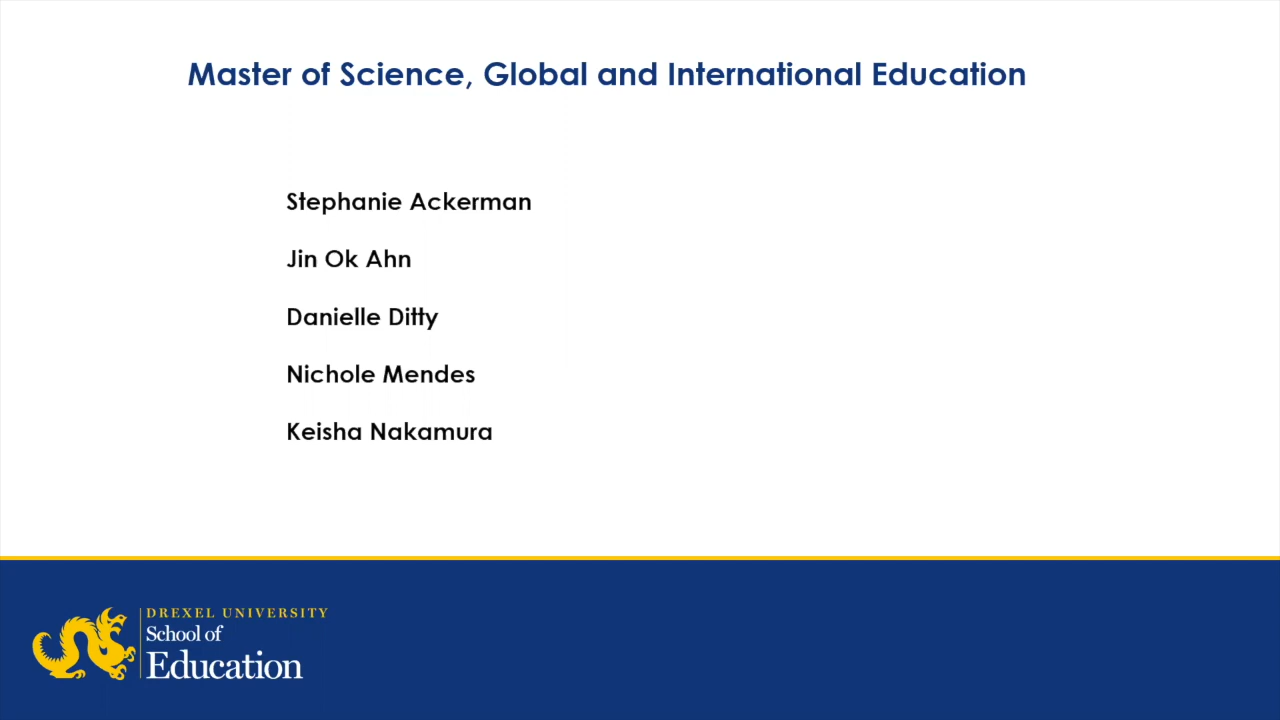 Master of Science, Global and International Education
Stephanie Ackerman
Jin Ok Ahn
Danielle Ditty
Nichole Mendes
Keisha Nakamura
DREXEL UNIVERSITY
School of
Education